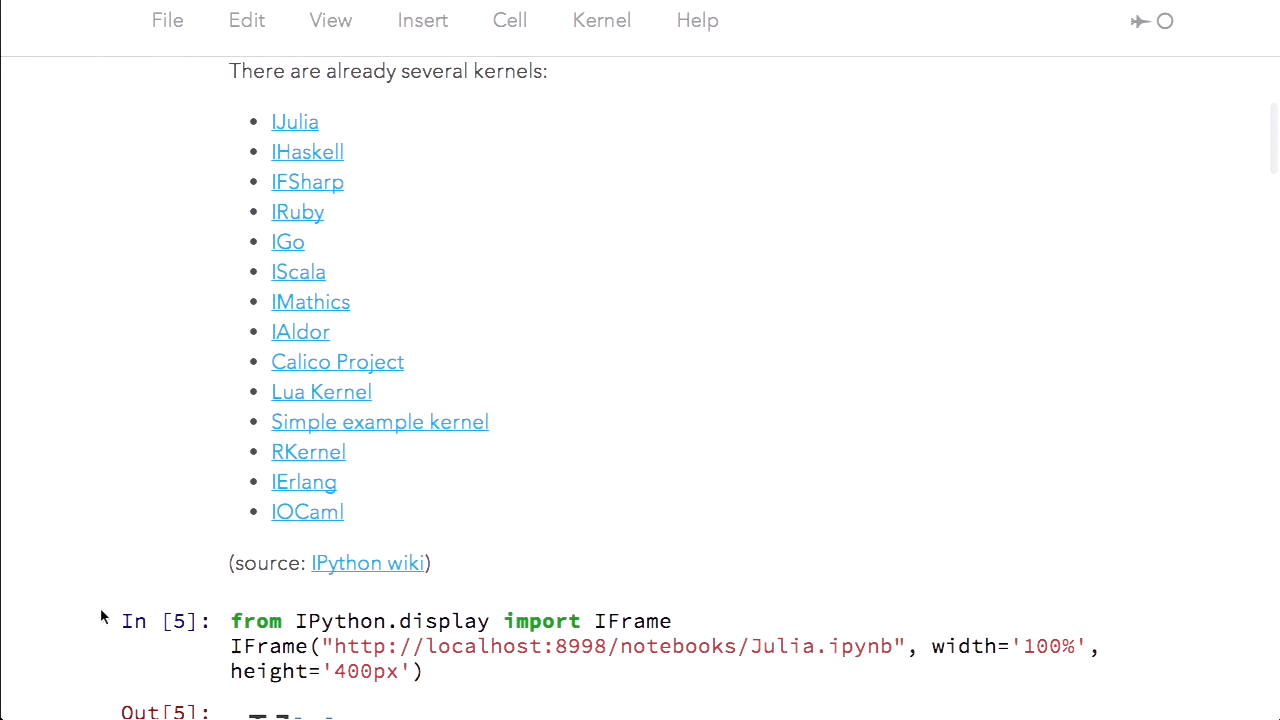 File Edit View Insert Cell Kernel Help
There are already several kernels:
IJulia
IHaskell
IFSharp
IRuby
IGo
IScala
IMathics
IAldor
Calico Project
Lua Kernel
Simple example kernel
RKernel
IErlang
IOCaml
(source: IPython wiki)
In [5]: from IPython.display import IFrame
IFrame("http://localhost:8998/notebooks/Julia.ipynb", width='100%',
height='400px')
Out[5]: